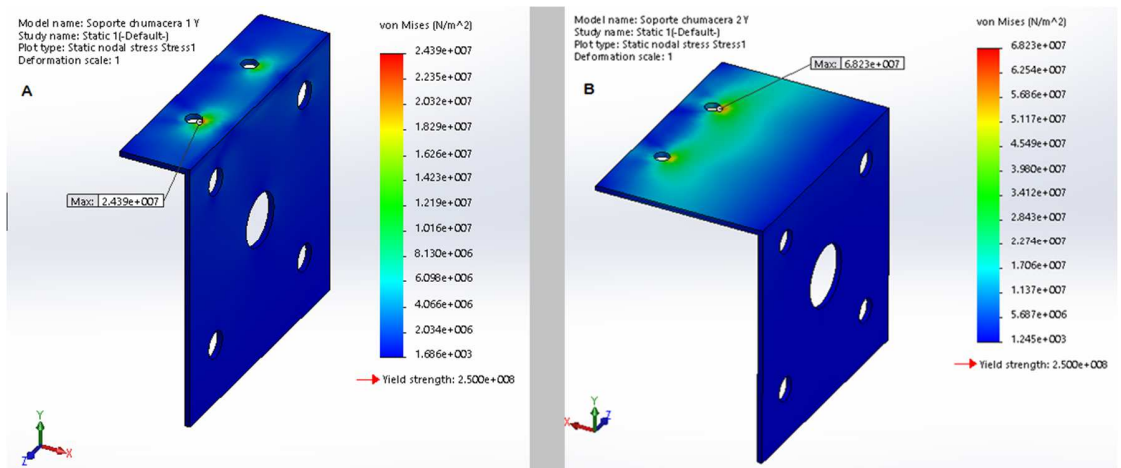 Model name: Soporte chumacera 1 Y
Study name: Static 1(-Default-)
Plot type: Static nodal stress Stress1
Deformation scale: 1
A
von Mises (N/m^2)
2.439e+007
2.235e+007
2.032e+007
1.829e+007
1.626e+007
1.423e+007
1.219e+007
1.016e+007
8.130e+006
6.098e+006
4.066e+006
2.034e+006
1.686e+003
Yield strength: 2.500e+008
Max: 2.439e+007
Y
Z
X
Model name: Soporte chumacera 2 Y
Study name: Static 1(-Default-)
Plot type: Static nodal stress Stress1
Deformation scale: 1
B
von Mises (N/m^2)
6.823e+007
6.254e+007
5.686e+007
5.117e+007
4.549e+007
3.980e+007
3.412e+007
2.843e+007
2.274e+007
1.706e+007
1.137e+007
5.687e+006
1.245e+003
Yield strength: 2.500e+008
Max: 6.823e+007
Y
X
Z